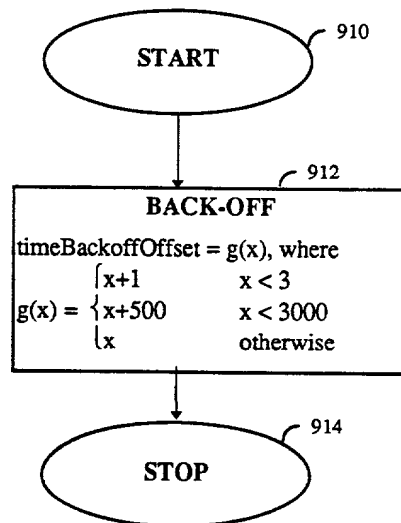 910
START
912
BACK-OFF
timeBackoffOffset = g(x), where
x+1 x < 3
g(x) = { x+500 x < 3000
x otherwise
914
STOP